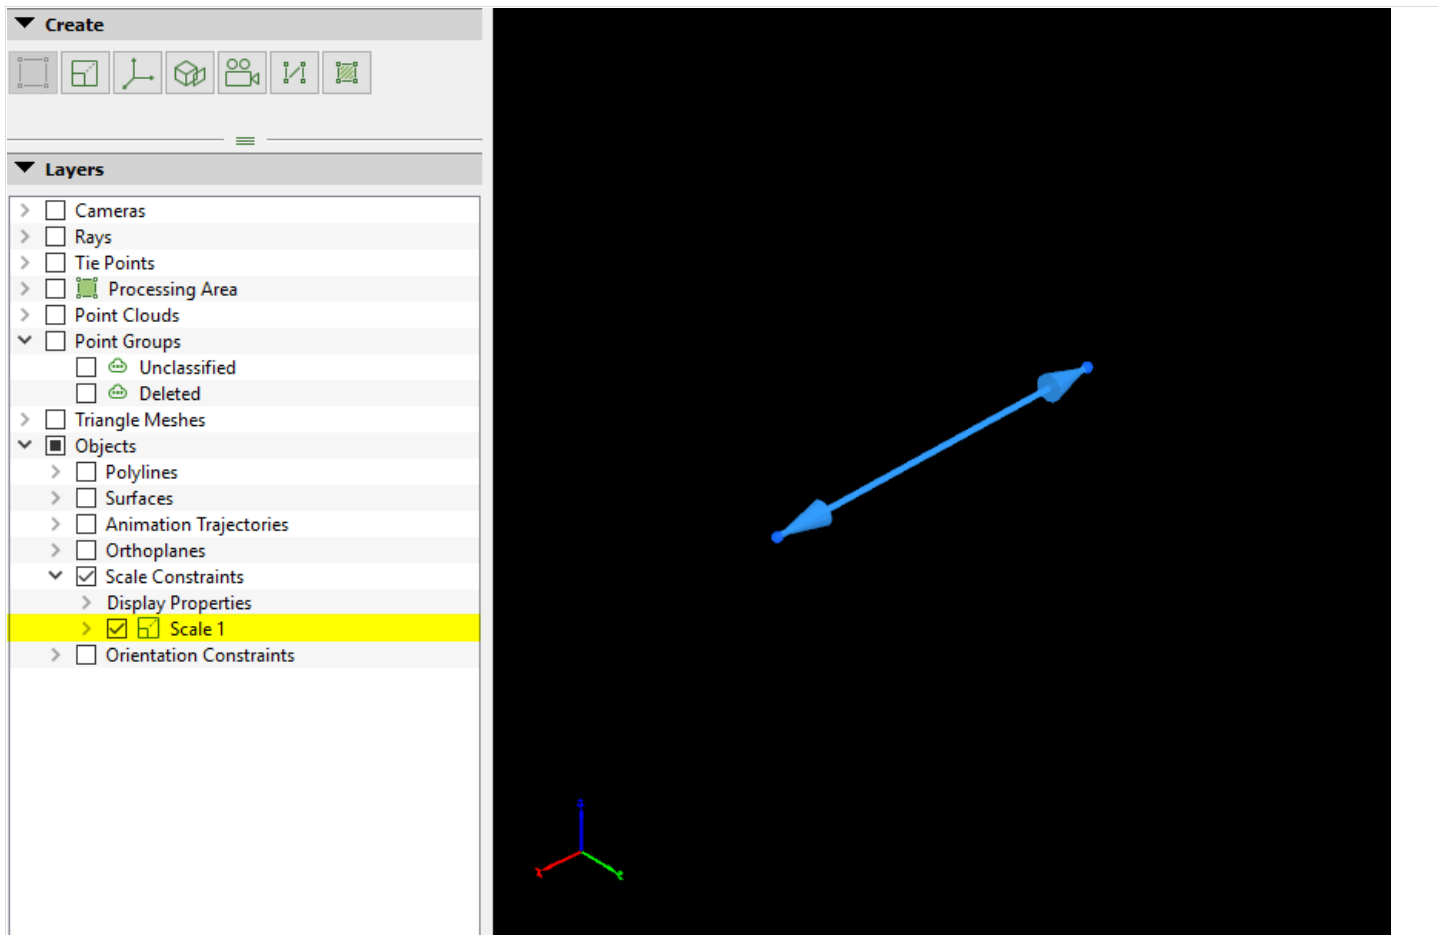 Create
Layers
Cameras
Rays
Tie Points
Processing Area
Point Clouds
Point Groups
Unclassified
Deleted
Triangle Meshes
Objects
Polylines
Surfaces
Animation Trajectories
Orthoplanes
Scale Constraints
Display Properties
Scale 1
Orientation Constraints